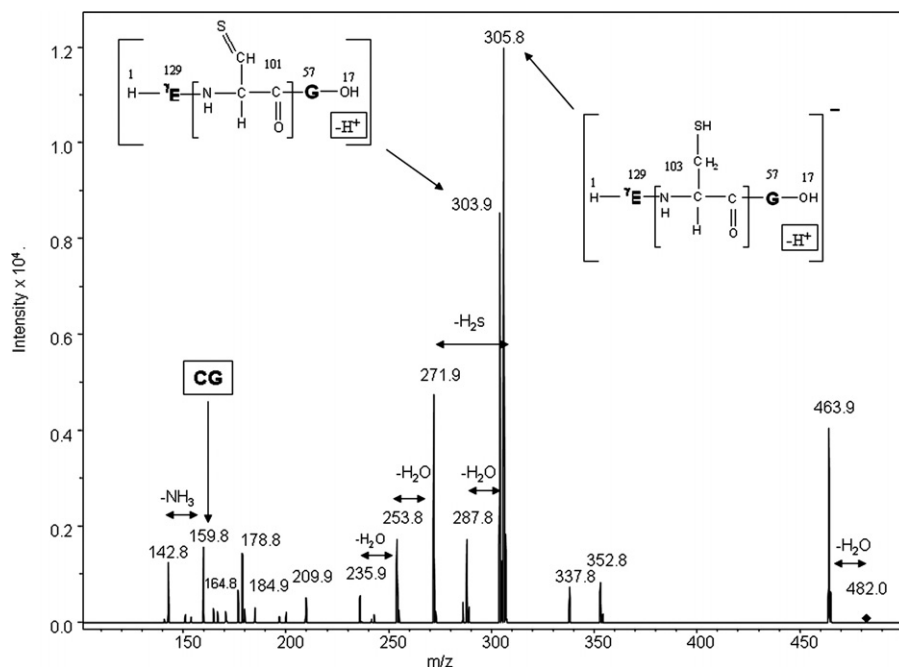 Intensity x 10⁴.
1.2
1.0
0.8
0.6
0.4
0.2
0.0
150
200
250
300
350
400
450
m/z
S
CH
1
129
101
57
17
H
γE
N
H
C
H
C
O
G
OH
-H⁺
305.8
303.9
SH
CH₂
1
129
103
57
17
H
γE
N
H
C
H
C
O
G
OH
-H⁺
–
-H₂S
271.9
463.9
CG
-H₂O
-H₂O
-NH₃
253.8
287.8
-H₂O
159.8
178.8
142.8
-H₂O
482.0
164.8
184.9
209.9
235.9
337.8
352.8